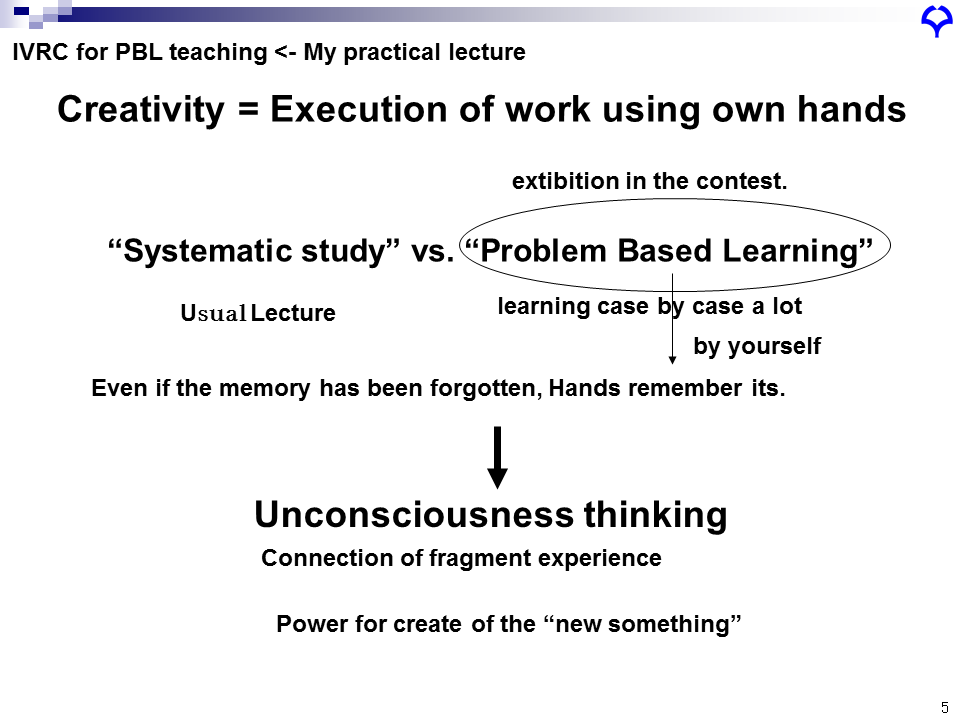 IVRC for PBL teaching <- My practical lecture
Creativity = Execution of work using own hands
extibition in the contest.
“Systematic study” vs. “Problem Based Learning”
Usual Lecture
learning case by case a lot
by yourself
Even if the memory has been forgotten, Hands remember its.
Unconsciousness thinking
Connection of fragment experience
Power for create of the “new something”
5